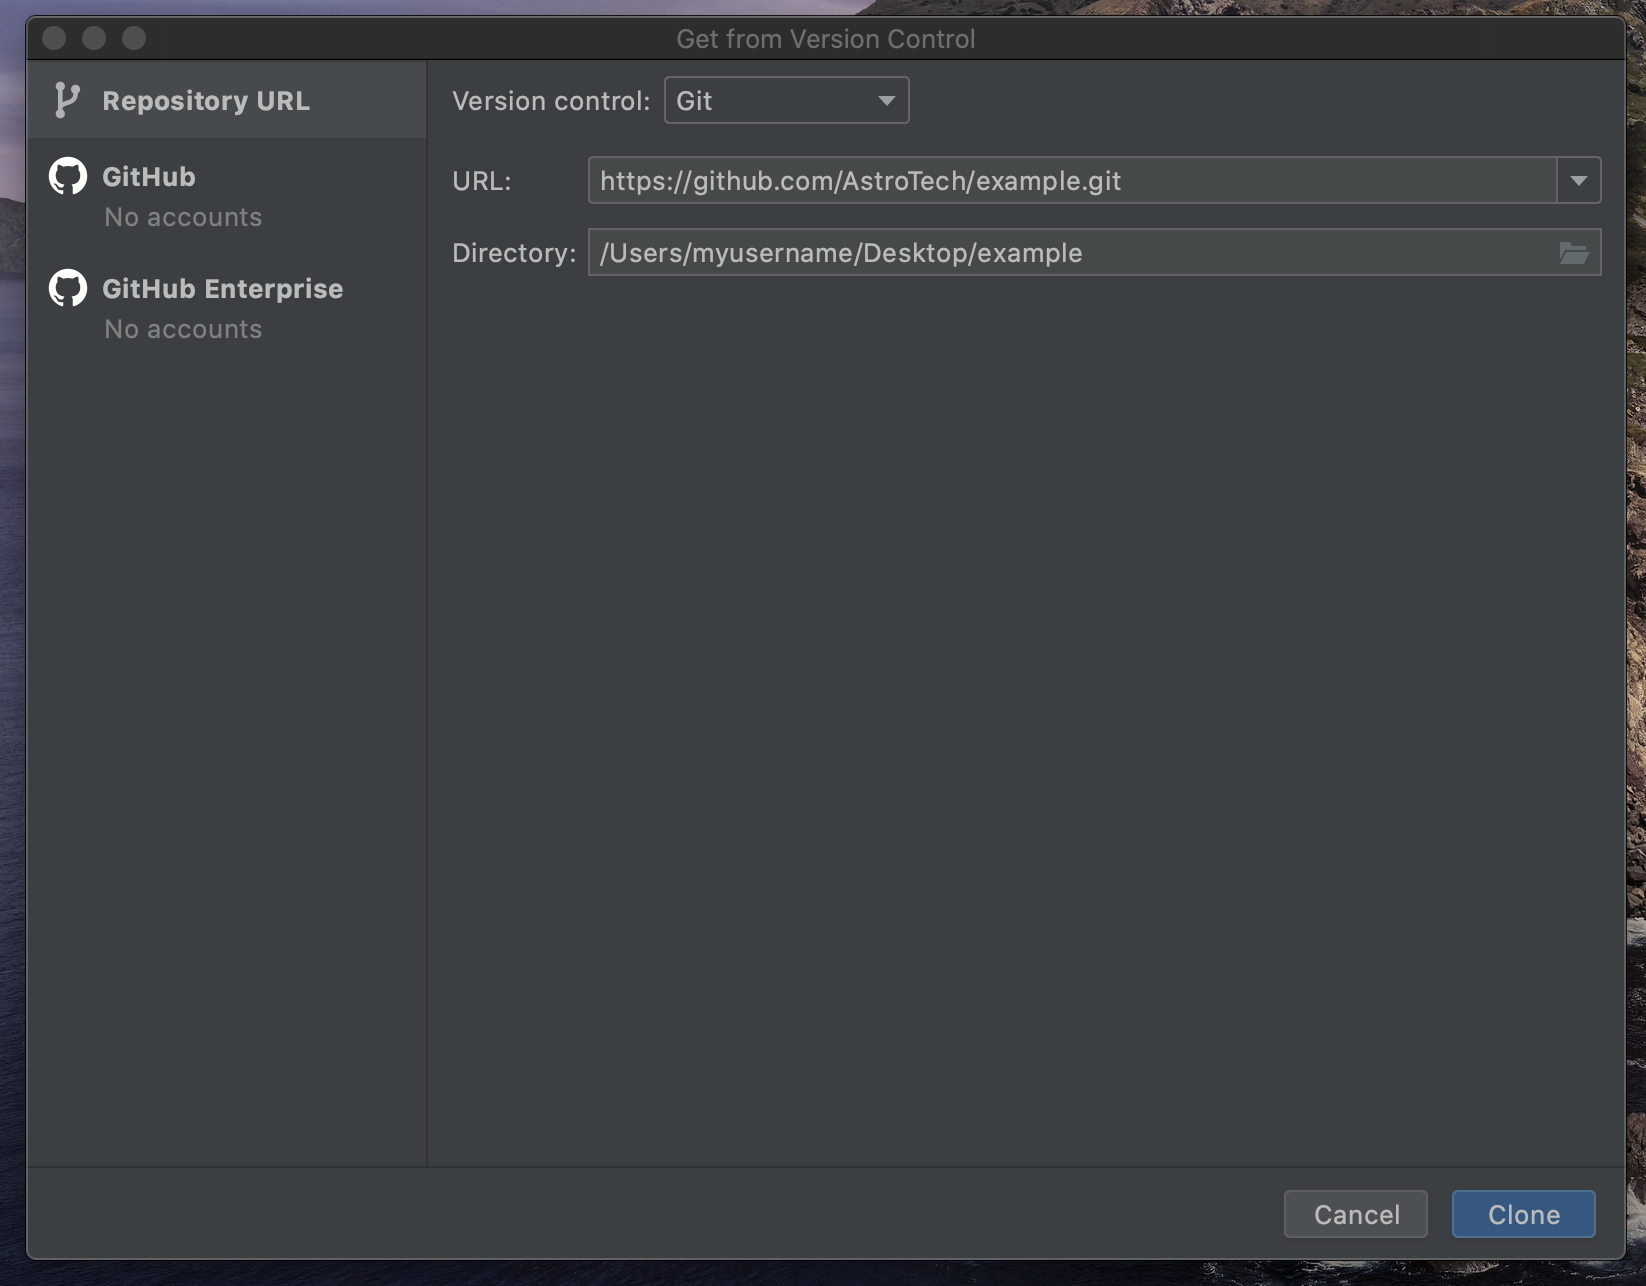 Get from Version Control
Repository URL
GitHub
No accounts
GitHub Enterprise
No accounts
Version control: Git
URL: https://github.com/AstroTech/example.git
Directory: /Users/myusername/Desktop/example
Cancel Clone